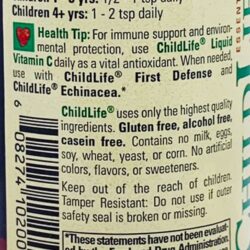 Children 4+ yrs: 1 - 2 tsp daily
Health Tip: For immune support and environ-
mental protection, use ChildLife® Liquid
Vitamin C daily as a vital antioxidant. When needed,
use with ChildLife® First Defense and
ChildLife® Echinacea.*
ChildLife® uses only the highest quality
ingredients. Gluten free, alcohol free,
casein free. Contains no milk, eggs,
soy, wheat, yeast, or corn. No artificial
colors, flavors, or sweeteners.
Keep out of the reach of children.
Tamper Resistant: Do not use if outer
safety seal is broken or missing.
*These statements have not been evaluated
6 08274 10200